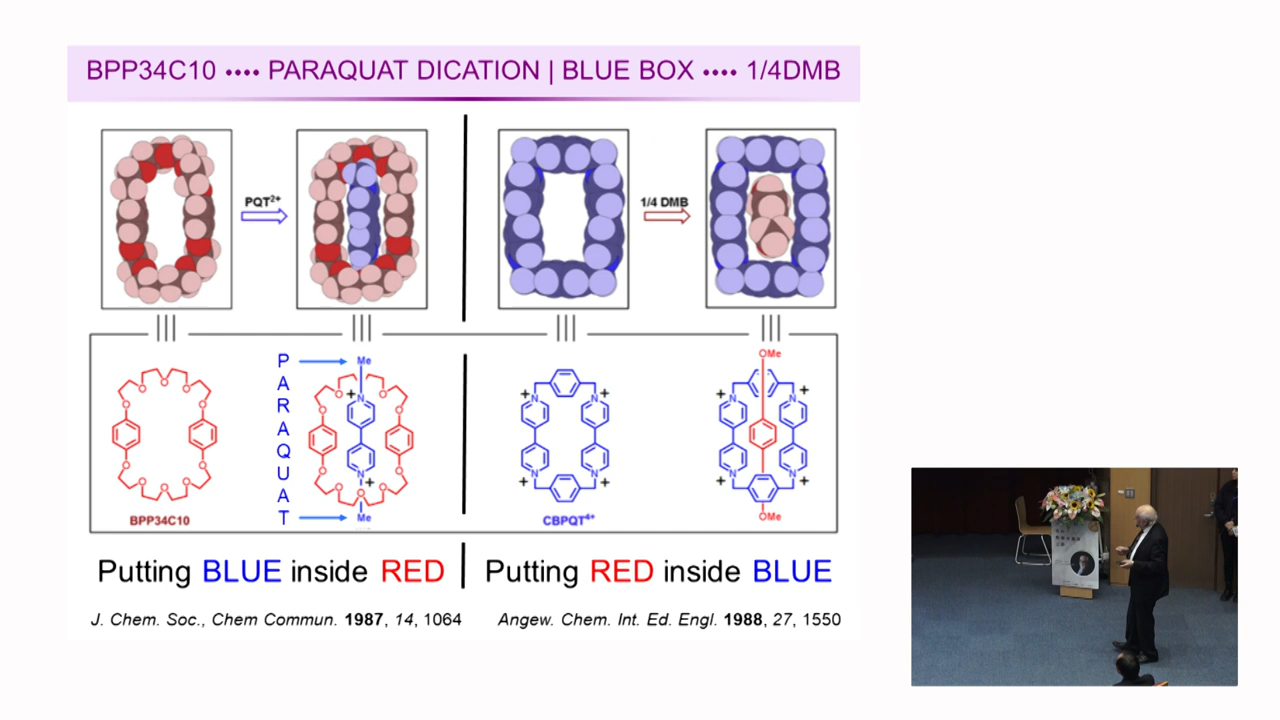 BPP34C10 •••• PARAQUAT DICATION | BLUE BOX •••• 1/4DMB
PQT²⁺
1/4 DMB
PARAQUAT
Me
+
N
N
+
Me
O
O
O
O
O
O
O
O
O
O
BPP34C10
CBPQT⁴⁺
OMe
OMe
Putting BLUE inside RED | Putting RED inside BLUE
J. Chem. Soc., Chem Commun. 1987, 14, 1064
Angew. Chem. Int. Ed. Engl. 1988, 27, 1550